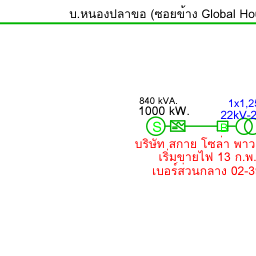 บ.หนองปลาขอ (ซอยข้าง Global Hou
840 kVA.
1000 kW.
1x1,25
22kV-2
S
E
บริษัท สกาย โซล่า พาว
เริ่มขายไฟ 13 ก.พ.
เบอร์ส่วนกลาง 02-3